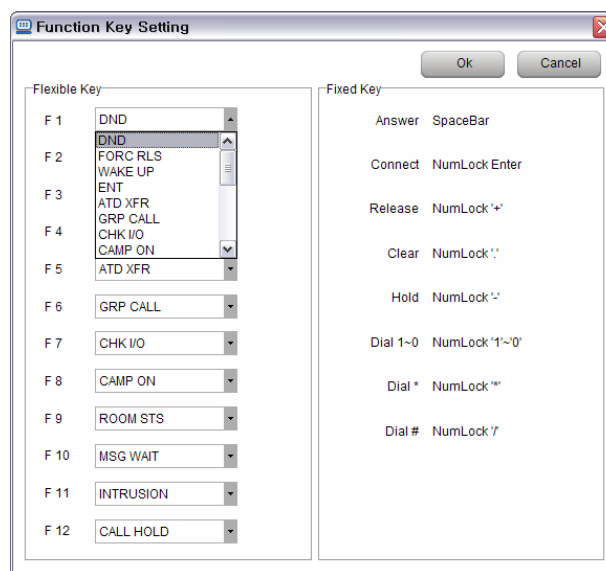 Function Key Setting
Ok Cancel
Flexible Key
F 1 DND
DND
FORC RLS
WAKE UP
ENT
ATD XFR
GRP CALL
CHK I/O
CAMP ON
F 2
F 3
F 4
F 5 ATD XFR
F 6 GRP CALL
F 7 CHK I/O
F 8 CAMP ON
F 9 ROOM STS
F 10 MSG WAIT
F 11 INTRUSION
F 12 CALL HOLD
Fixed Key
Answer SpaceBar
Connect NumLock Enter
Release NumLock '+'
Clear NumLock '.'
Hold NumLock '-'
Dial 1~0 NumLock '1'~'0'
Dial * NumLock '*'
Dial # NumLock '/'